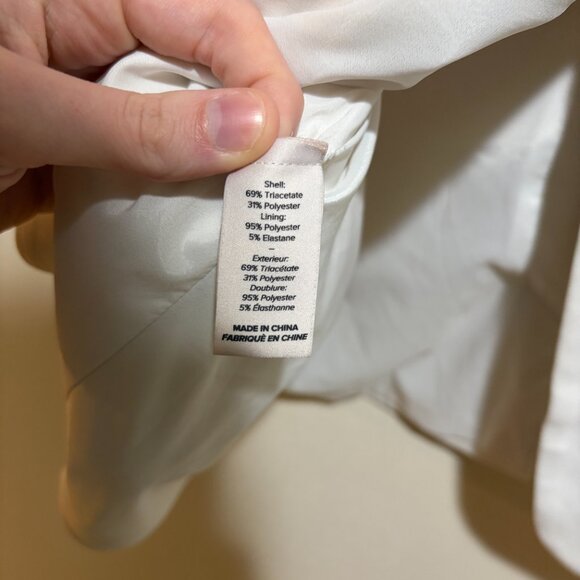 Shell:
69% Triacetate
31% Polyester
Lining:
95% Polyester
5% Elastane
–
Exterieur:
69% Triacétate
31% Polyester
Doublure:
95% Polyester
5% Élasthanne
MADE IN CHINA
FABRIQUÉ EN CHINE